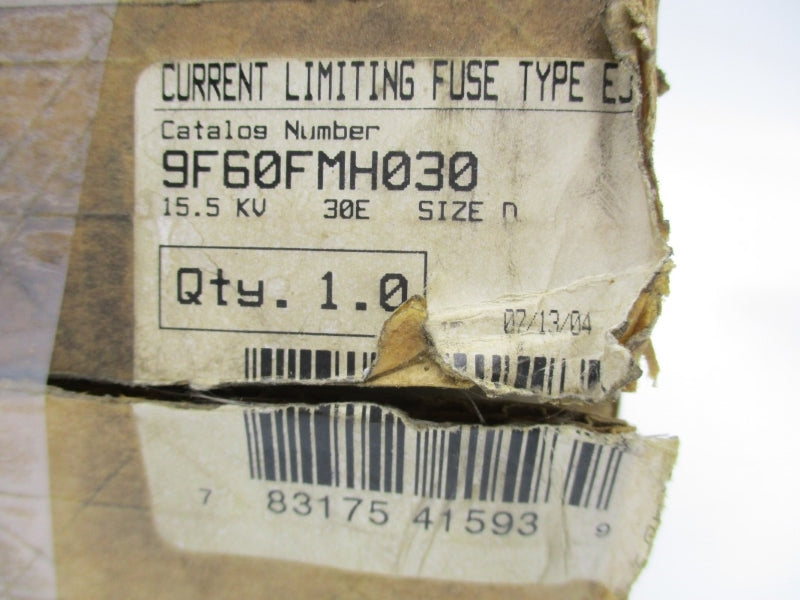 CURRENT LIMITING FUSE TYPE EJ
Catalog Number
9F60FMH030
15.5 KV 30E SIZE D
Qty. 1.0
07/13/04
7 83175 41593 9